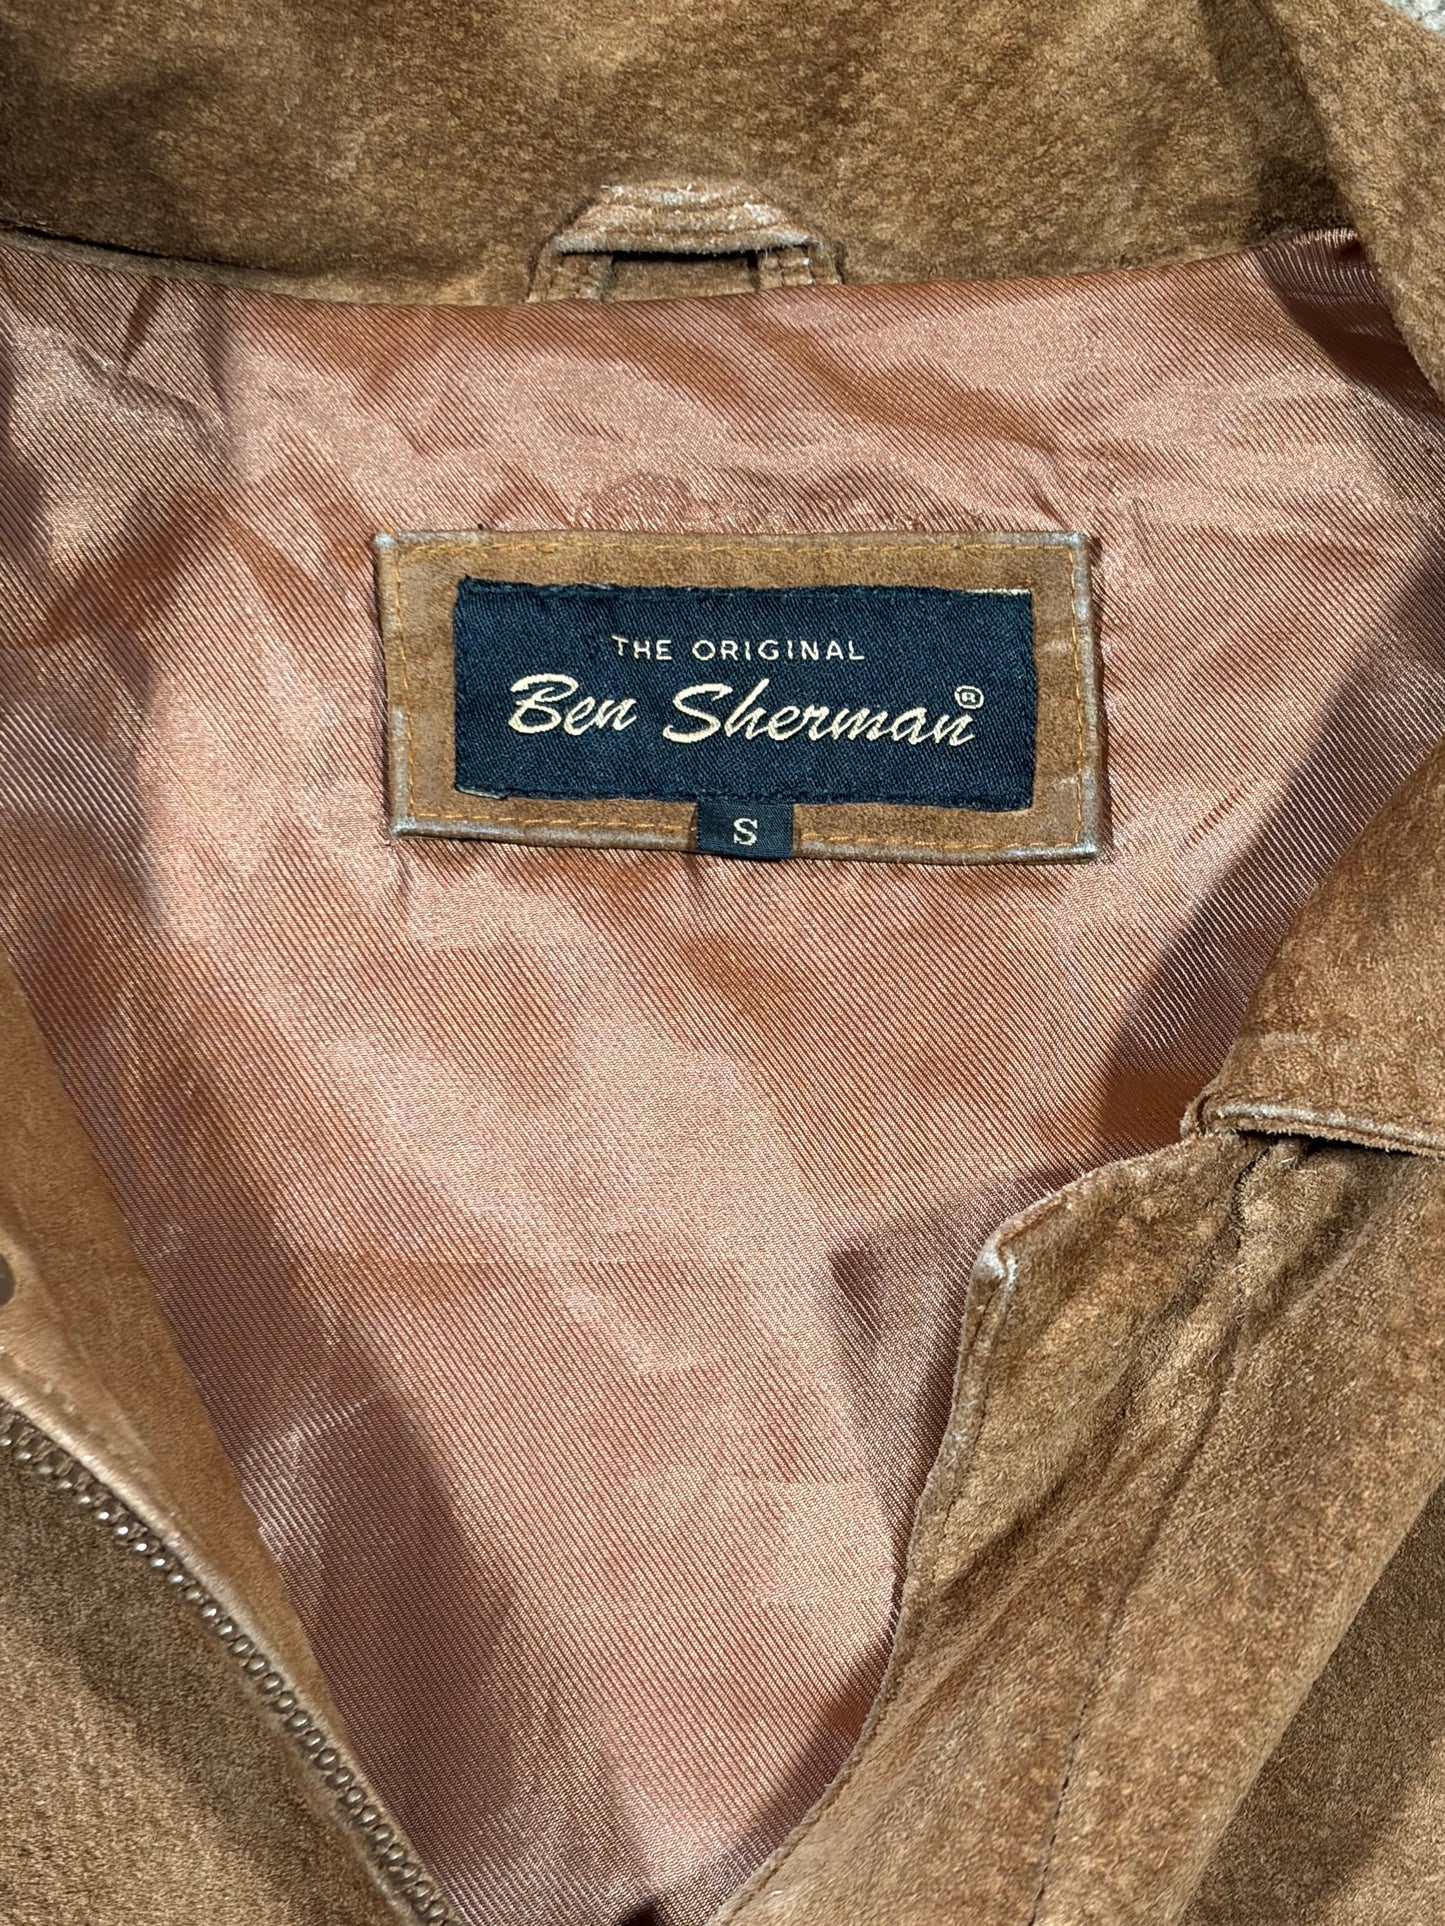 THE ORIGINAL
Ben Sherman®
S